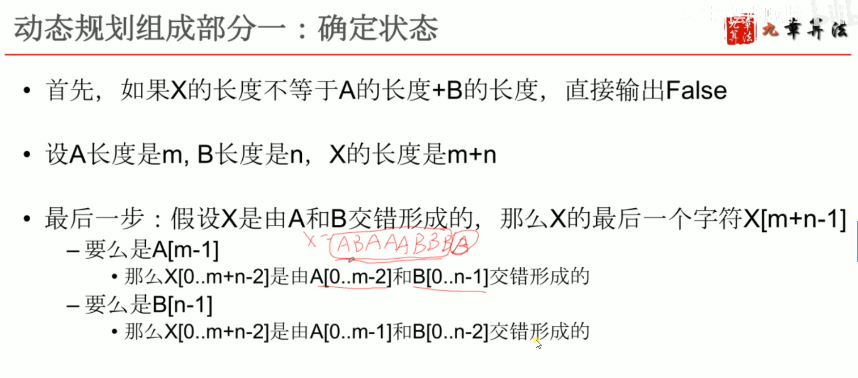 动态规划组成部分一：确定状态
九章算法
• 首先，如果X的长度不等于A的长度+B的长度，直接输出False
• 设A长度是m, B长度是n，X的长度是m+n
• 最后一步：假设X是由A和B交错形成的，那么X的最后一个字符X[m+n-1]
X= ABAAABBBA
– 要么是A[m-1]
• 那么X[0..m+n-2]是由A[0..m-2]和B[0..n-1]交错形成的
– 要么是B[n-1]
• 那么X[0..m+n-2]是由A[0..m-1]和B[0..n-2]交错形成的